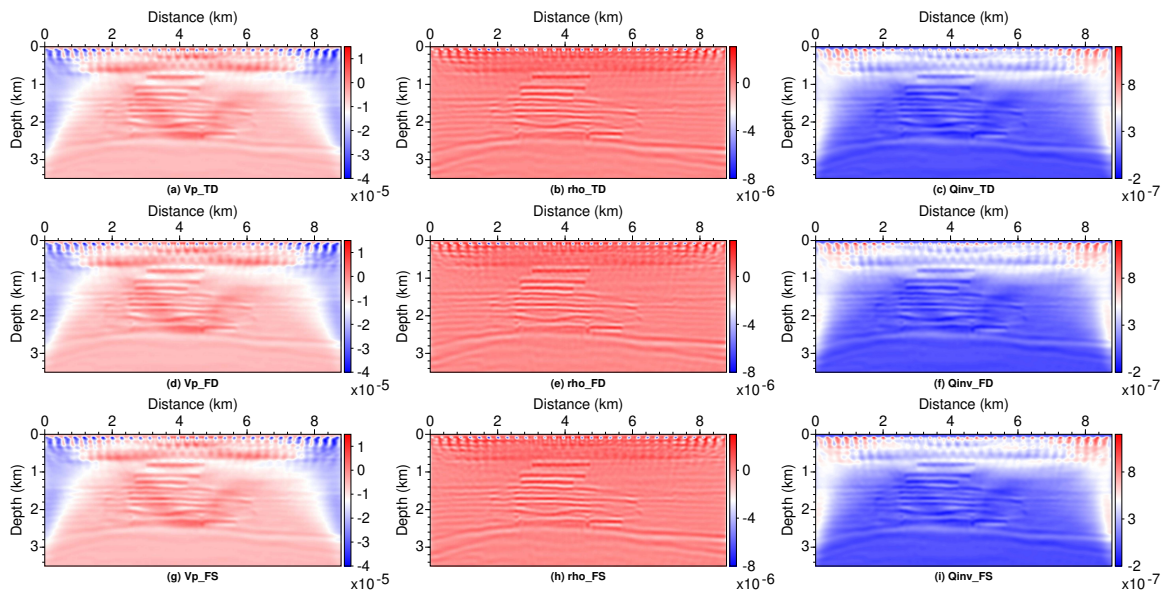 Distance (km) Distance (km) Distance (km)
0 2 4 6 8 0 2 4 6 8 0 2 4 6 8
Depth (km) 0 1 2 3 1 0 -1 -2 -3 -4 Depth (km) 0 1 2 3 0 -4 -8 Depth (km) 0 1 2 3 8 3 -2
(a) Vp_TD x10 -5 (b) rho_TD x10 -6 (c) Qinv_TD x10 -7
Distance (km) Distance (km) Distance (km)
0 2 4 6 8 0 2 4 6 8 0 2 4 6 8
Depth (km) 0 1 2 3 1 0 -1 -2 -3 -4 Depth (km) 0 1 2 3 0 -4 -8 Depth (km) 0 1 2 3 8 3 -2
(d) Vp_FD x10 -5 (e) rho_FD x10 -6 (f) Qinv_FD x10 -7
Distance (km) Distance (km) Distance (km)
0 2 4 6 8 0 2 4 6 8 0 2 4 6 8
Depth (km) 0 1 2 3 1 0 -1 -2 -3 -4 Depth (km) 0 1 2 3 0 -4 -8 Depth (km) 0 1 2 3 8 3 -2
(g) Vp_FS x10 -5 (h) rho_FS x10 -6 (i) Qinv_FS x10 -7